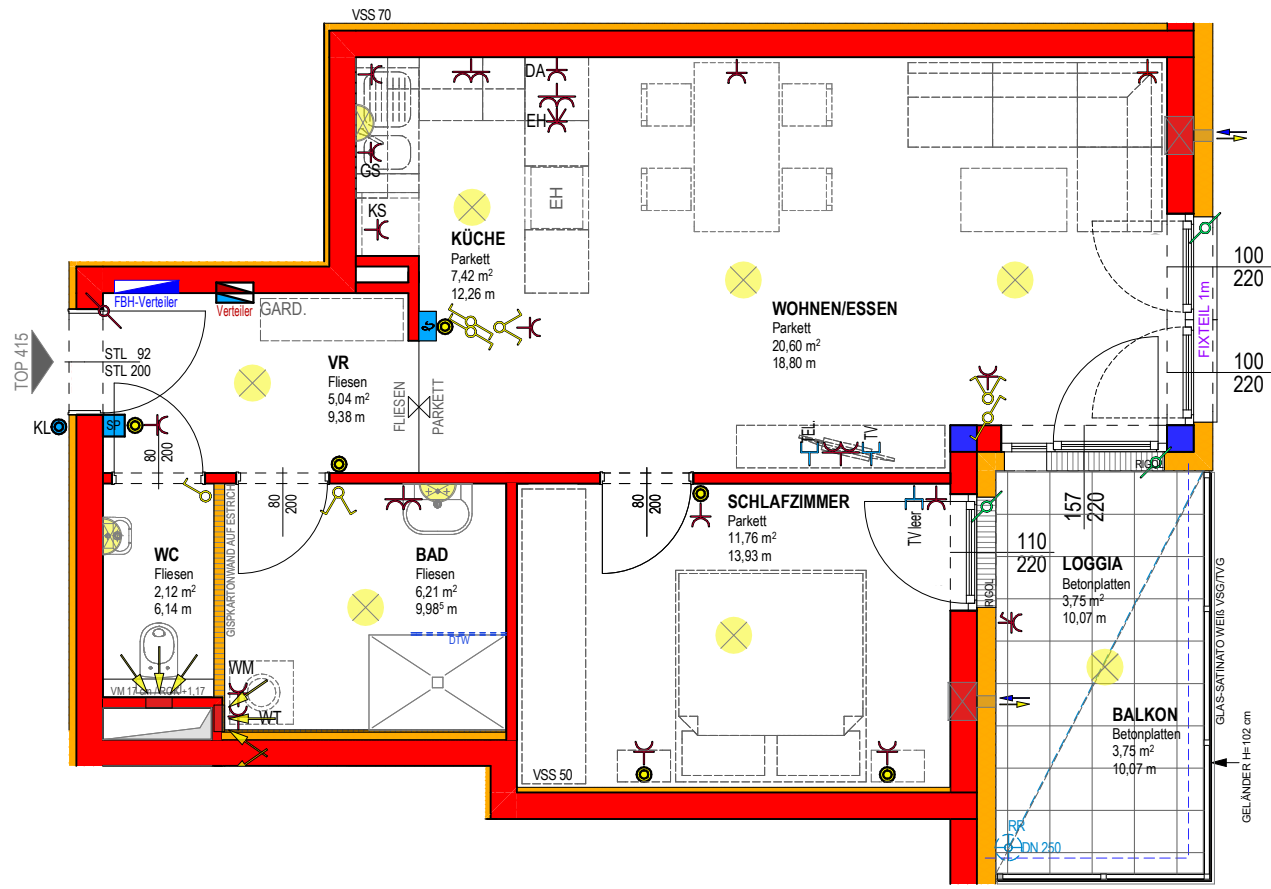 VSS 70
DA
EH
GS
KS
EH
KÜCHE
Parkett
7,42 m²
12,26 m
WOHNEN/ESSEN
Parkett
20,60 m²
18,80 m
100
220
FIXTEIL 1m
100
220
FBH-Verteiler
Verteiler
GARD.
TOP 415
STL 92
STL 200
VR
Fliesen
5,04 m²
9,38 m
FLIESEN
PARKETT
KL
SP
80
200
80
200
80
200
EL.
TV
RIGOL
157
220
GISPKARTONWAND AUF ESTRICH
WC
Fliesen
2,12 m²
6,14 m
BAD
Fliesen
6,21 m²
9,98⁵ m
DTW
WM
WT
SCHLAFZIMMER
Parkett
11,76 m²
13,93 m
TV leer
110
220
RIGOL
LOGGIA
Betonplatten
3,75 m²
10,07 m
GLAS-SATINATO WEIß VSG/TVG
VSS 50
BALKON
Betonplatten
3,75 m²
10,07 m
GELÄNDER H=102 cm
RR
DN 250